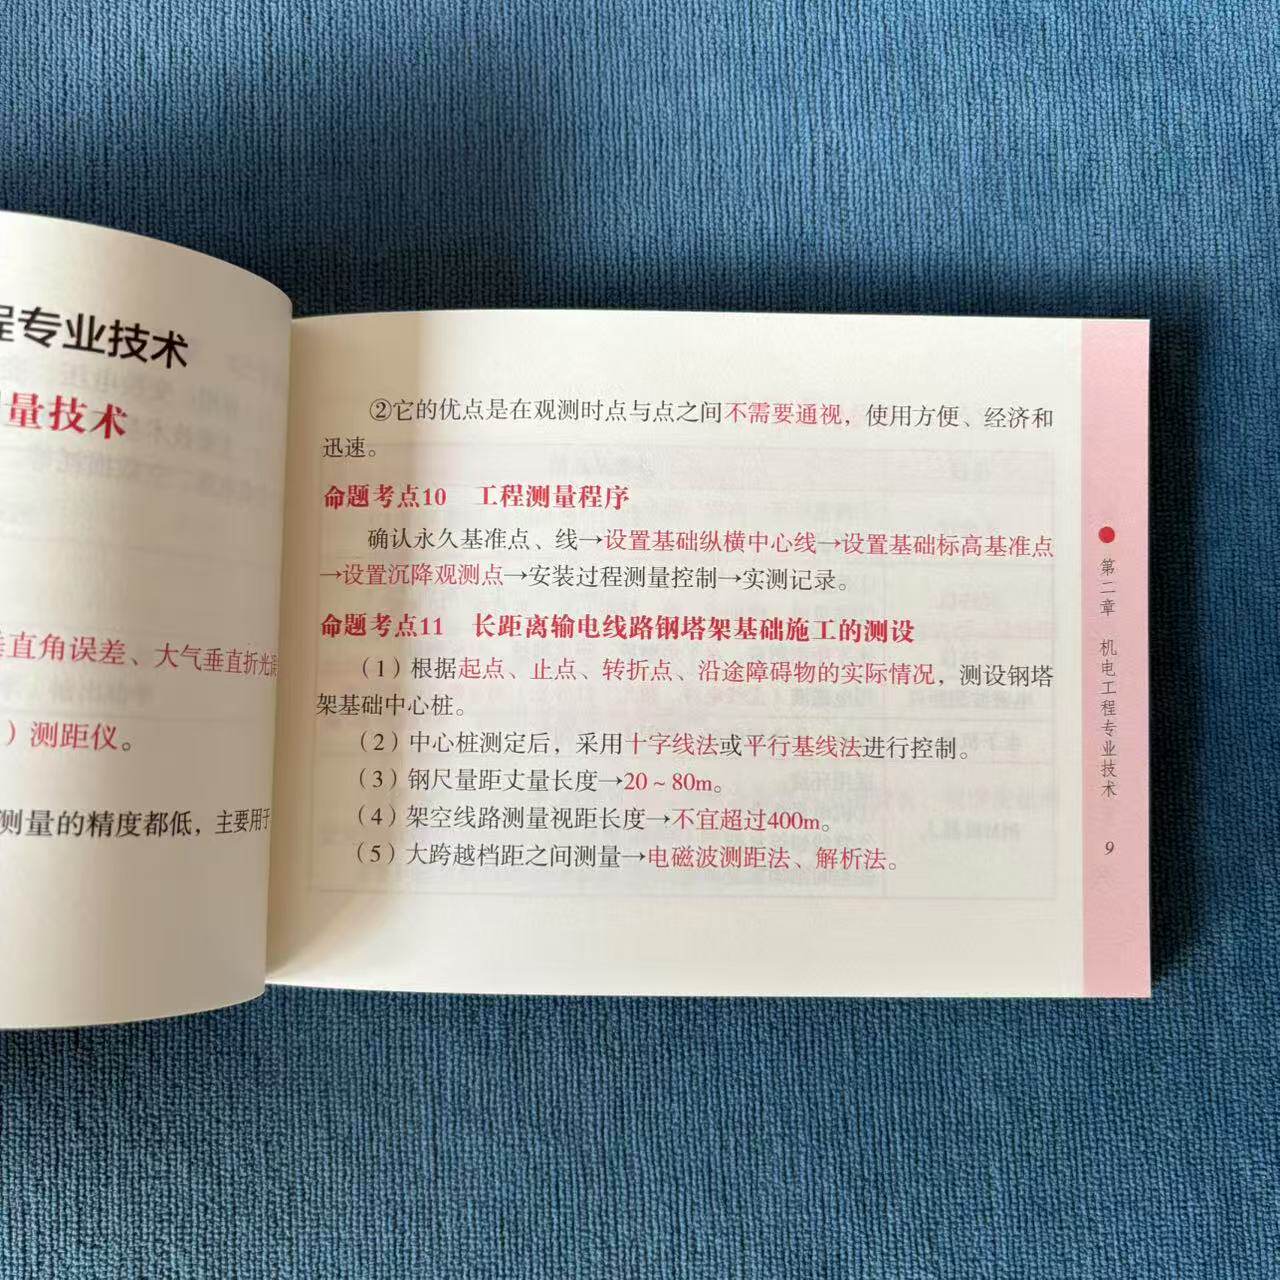 程专业技术
量技术
垂直角误差、大气垂直折光
）测距仪。
测量的精度都低，主要用于
②它的优点是在观测时点与点之间不需要通视，使用方便、经济和
迅速。
命题考点10 工程测量程序
确认永久基准点、线→设置基础纵横中心线→设置基础标高基准点
→设置沉降观测点→安装过程测量控制→实测记录。
命题考点11 长距离输电线路钢塔架基础施工的测设
（1）根据起点、止点、转折点、沿途障碍物的实际情况，测设钢塔
架基础中心桩。
（2）中心桩测定后，采用十字线法或平行基线法进行控制。
（3）钢尺量距丈量长度→20～80m。
（4）架空线路测量视距长度→不宜超过400m。
（5）大跨越档距之间测量→电磁波测距法、解析法。
第二章 机电工程专业技术
9